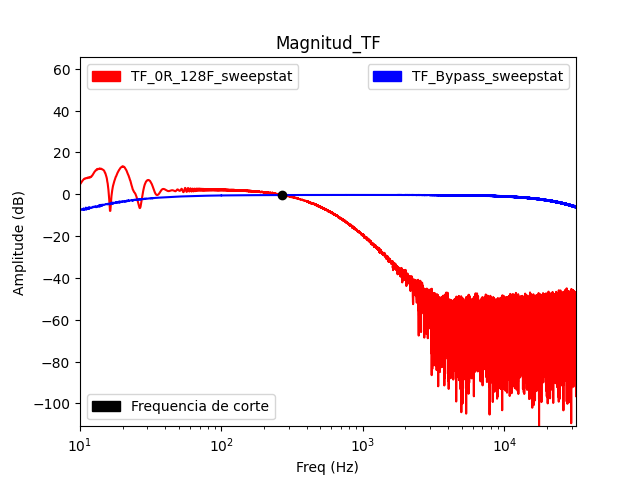 Magnitud_TF
TF_0R_128F_sweepstat
TF_Bypass_sweepstat
60
40
20
0
−20
−40
−60
−80
−100
Amplitude (dB)
Frequencia de corte
10¹
10²
10³
10⁴
Freq (Hz)